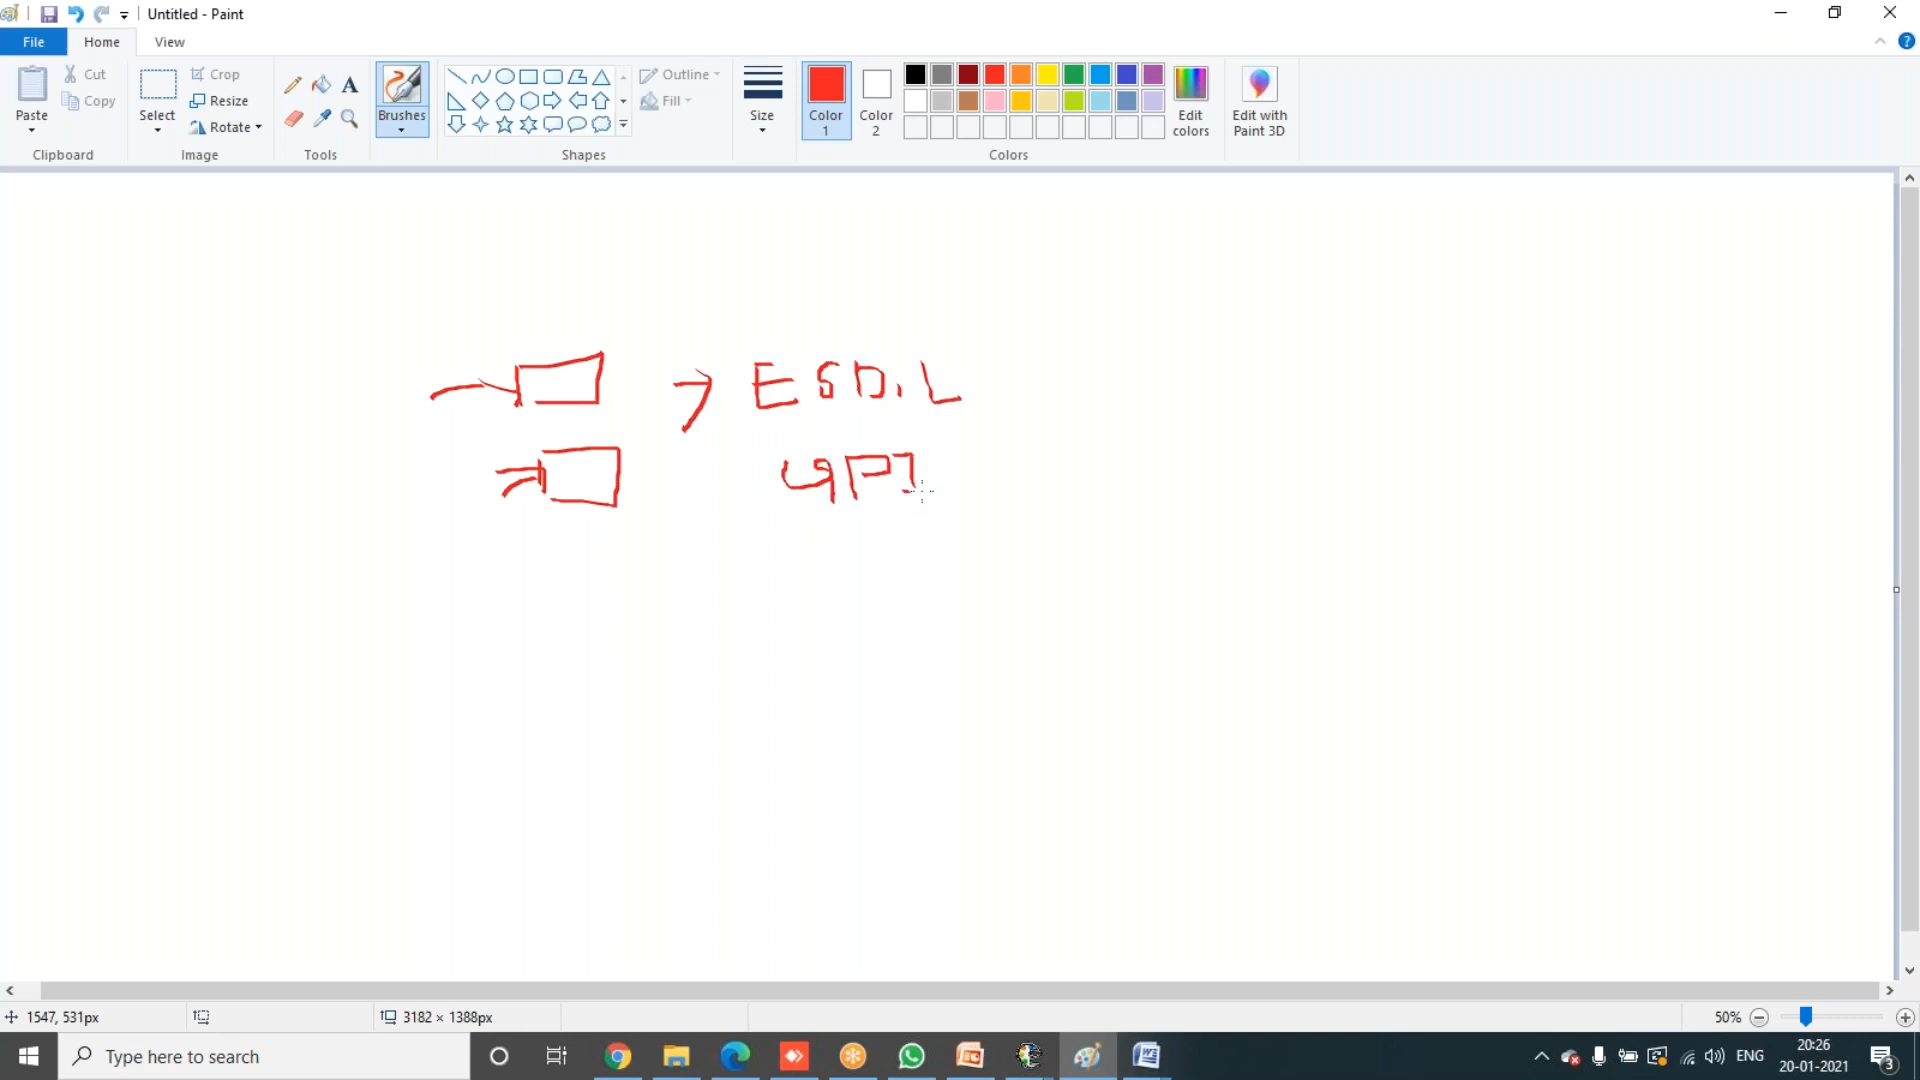 Untitled - Paint
File Home View
Paste Cut Copy Clipboard
Select Crop Resize Rotate Image
Tools
Brushes
Shapes
Outline Fill
Size
Color 1 Color 2
Edit colors
Edit with Paint 3D
Colors
ESD.L
1547, 531px
3182 × 1388px
50%
Type here to search
ENG
20:26
20-01-2021
3